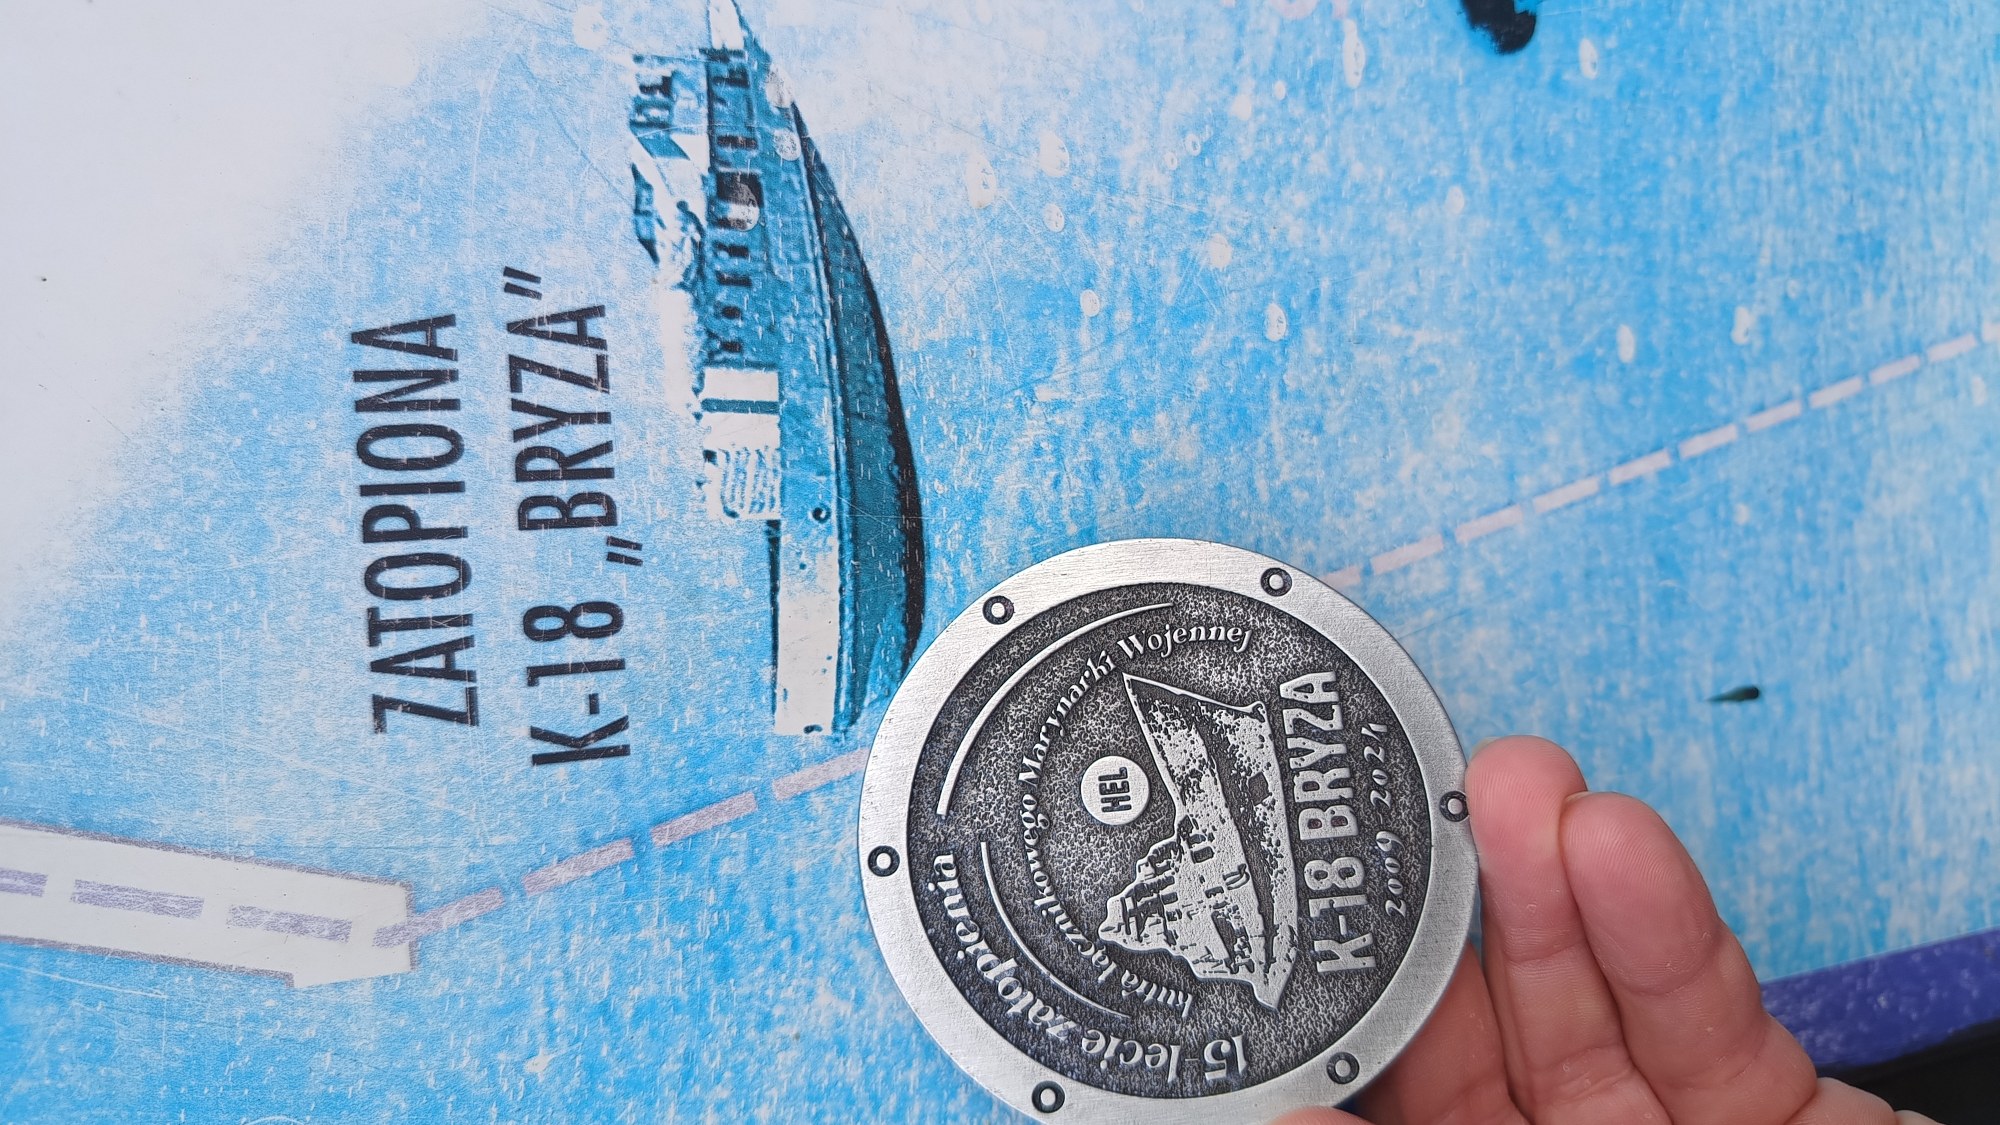 ZATOPIONA
K-18 „BRYZA”
15-lecie zatopienia
kutra łącznikowego Marynarki Wojennej
HEL
K-18 BRYZA
2009-2024